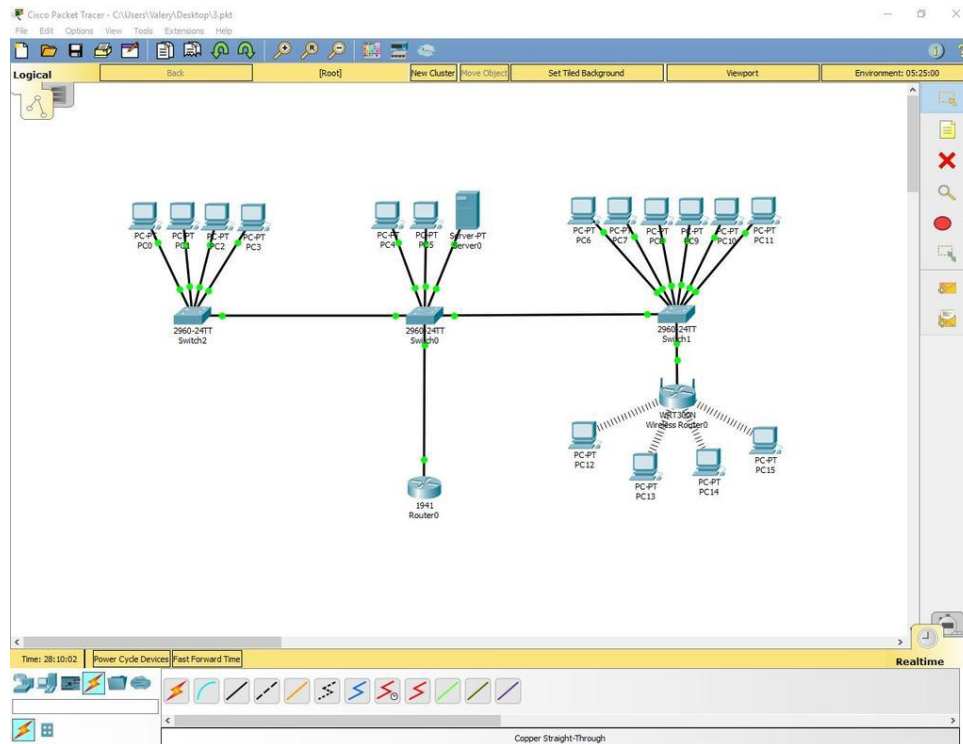 Cisco Packet Tracer - C:\Users\Valery\Desktop\3.pkt
File Edit Options View Tools Extensions Help
Logical Back [Root] New Cluster Move Object Set Tiled Background Viewport Environment: 05:25:00
PC-PT
PC0
PC-PT
PC1
PC-PT
PC2
PC-PT
PC3
PC-PT
PC4
PC-PT
PC5
Server-PT
Server0
PC-PT
PC6
PC-PT
PC7
PC-PT
PC8
PC-PT
PC9
PC-PT
PC10
PC-PT
PC11
2960-24TT
Switch2
2960-24TT
Switch0
2960-24TT
Switch1
WRT300N
Wireless Router0
PC-PT
PC12
PC-PT
PC13
PC-PT
PC14
PC-PT
PC15
1941
Router0
Time: 28:10:02 Power Cycle Devices Fast Forward Time Realtime
Copper Straight-Through